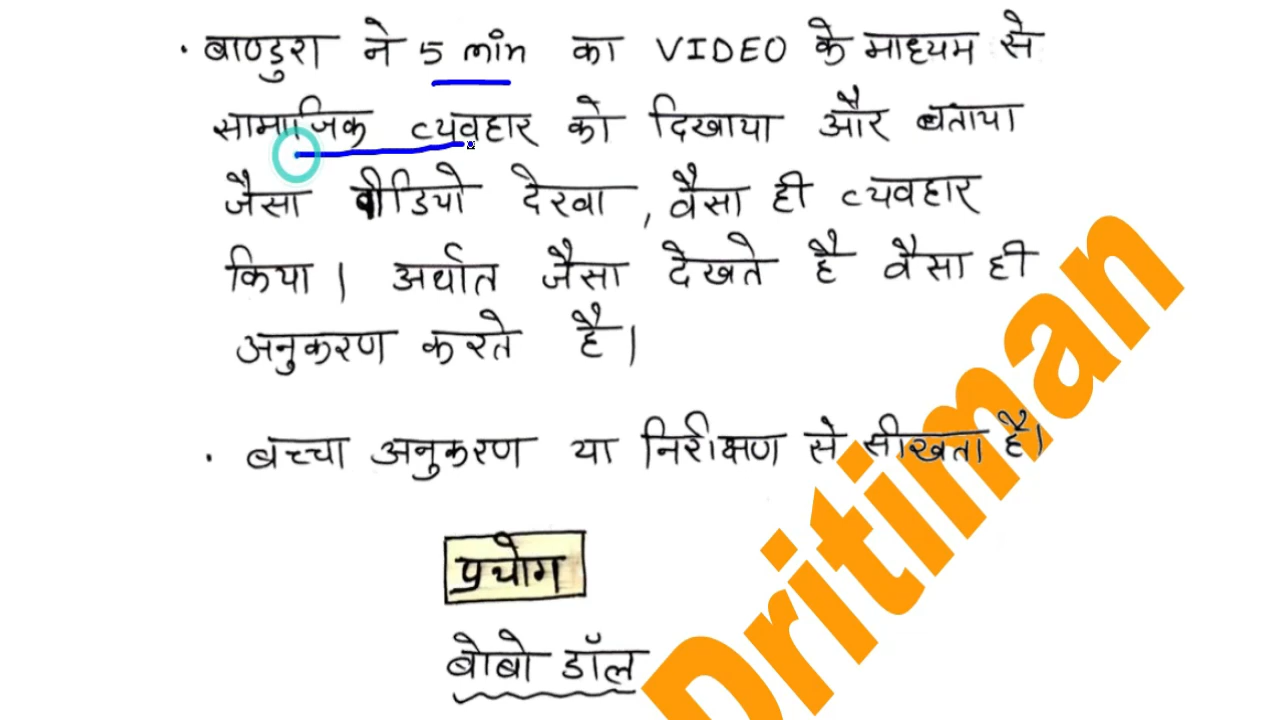 • बाण्डुरा ने 5 min का VIDEO के माध्यम से
सामाजिक व्यवहार को दिखाया और बताया
जैसा वीडियो देखा, वैसा ही व्यवहार
किया। अर्थात जैसा देखते है वैसा ही
अनुकरण करते है।
• बच्चा अनुकरण या निरीक्षण से सीखता है।
प्रयोग
बोबो डॉल
Dritiman